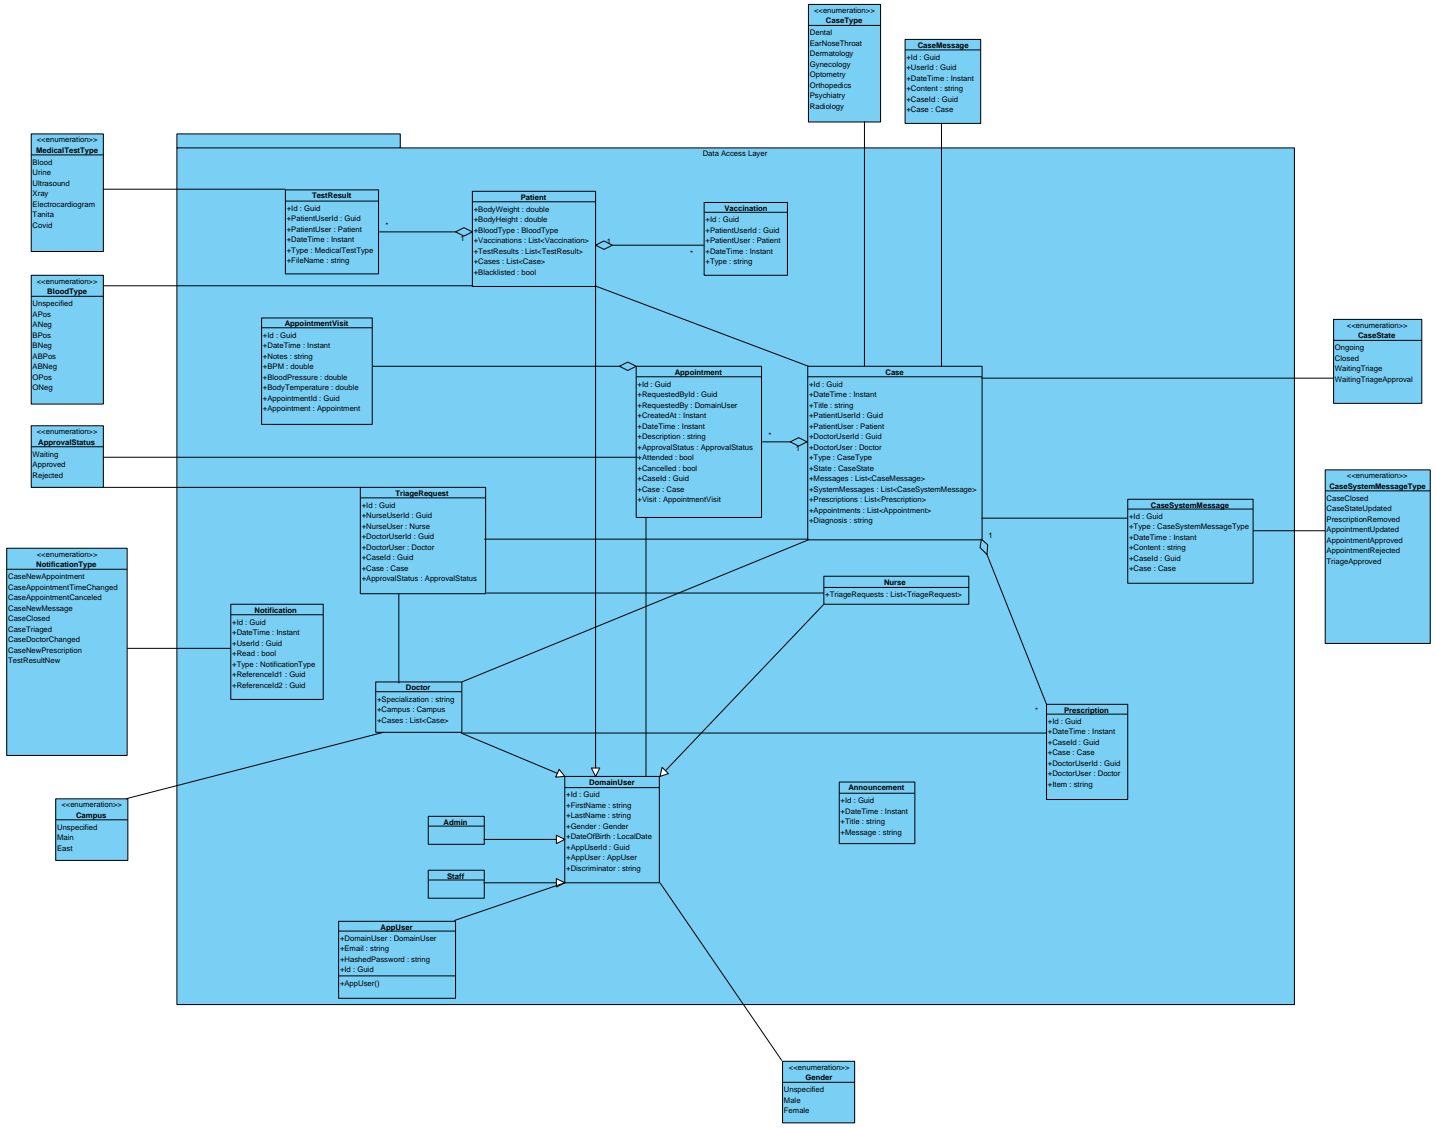 <<enumeration>>
CaseType
Dental
EarNoseThroat
Dermatology
Gynecology
Optometry
Orthopedics
Psychiatry
Radiology
CaseMessage
+Id : Guid
+UserId : Guid
+DateTime : Instant
+Content : string
+CaseId : Guid
+Case : Case
<<enumeration>>
MedicalTestType
Blood
Urine
Ultrasound
Xray
Electrocardiogram
Tanita
Covid
Data Access Layer
TestResult
+Id : Guid
+PatientUserId : Guid
+PatientUser : Patient
+DateTime : Instant
+Type : MedicalTestType
+FileName : string
*
1
Patient
+BodyWeight : double
+BodyHeight : double
+BloodType : BloodType
+Vaccinations : List<Vaccination>
+TestResults : List<TestResult>
+Cases : List<Case>
+Blacklisted : bool
1
*
Vaccination
+Id : Guid
+PatientUserId : Guid
+PatientUser : Patient
+DateTime : Instant
+Type : string
<<enumeration>>
BloodType
Unspecified
APos
ANeg
BPos
BNeg
ABPos
ABNeg
OPos
ONeg
AppointmentVisit
+Id : Guid
+DateTime : Instant
+Notes : string
+BPM : double
+BloodPressure : double
+BodyTemperature : double
+AppointmentId : Guid
+Appointment : Appointment
Appointment
+Id : Guid
+RequestedById : Guid
+RequestedBy : DomainUser
+CreatedAt : Instant
+DateTime : Instant
+Description : string
+ApprovalStatus : ApprovalStatus
+Attended : bool
+Cancelled : bool
+CaseId : Guid
+Case : Case
+Visit : AppointmentVisit
*
1
Case
+Id : Guid
+DateTime : Instant
+Title : string
+PatientUserId : Guid
+PatientUser : Patient
+DoctorUserId : Guid
+DoctorUser : Doctor
+Type : CaseType
+State : CaseState
+Messages : List<CaseMessage>
+SystemMessages : List<CaseSystemMessage>
+Prescriptions : List<Prescription>
+Appointments : List<Appointment>
+Diagnosis : string
1
<<enumeration>>
CaseState
Ongoing
Closed
WaitingTriage
WaitingTriageApproval
<<enumeration>>
ApprovalStatus
Waiting
Approved
Rejected
TriageRequest
+Id : Guid
+NurseUserId : Guid
+NurseUser : Nurse
+DoctorUserId : Guid
+DoctorUser : Doctor
+CaseId : Guid
+Case : Case
+ApprovalStatus : ApprovalStatus
CaseSystemMessage
+Id : Guid
+Type : CaseSystemMessageType
+DateTime : Instant
+Content : string
+CaseId : Guid
+Case : Case
<<enumeration>>
CaseSystemMessageType
CaseClosed
CaseStateUpdated
PrescriptionRemoved
AppointmentUpdated
AppointmentApproved
AppointmentRejected
TriageApproved
<<enumeration>>
NotificationType
CaseNewAppointment
CaseAppointmentTimeChanged
CaseAppointmentCanceled
CaseNewMessage
CaseClosed
CaseTriaged
CaseDoctorChanged
CaseNewPrescription
TestResultNew
Notification
+Id : Guid
+DateTime : Instant
+UserId : Guid
+Read : bool
+Type : NotificationType
+ReferenceId1 : Guid
+ReferenceId2 : Guid
Nurse
+TriageRequests : List<TriageRequest>
Doctor
+Specialization : string
+Campus : Campus
+Cases : List<Case>
*
Prescription
+Id : Guid
+DateTime : Instant
+CaseId : Guid
+Case : Case
+DoctorUserId : Guid
+DoctorUser : Doctor
+Item : string
<<enumeration>>
Campus
Unspecified
Main
East
DomainUser
+Id : Guid
+FirstName : string
+LastName : string
+Gender : Gender
+DateOfBirth : LocalDate
+AppUserId : Guid
+AppUser : AppUser
+Discriminator : string
Announcement
+Id : Guid
+DateTime : Instant
+Title : string
+Message : string
Admin
Staff
AppUser
+DomainUser : DomainUser
+Email : string
+HashedPassword : string
+Id : Guid
+AppUser()
<<enumeration>>
Gender
Unspecified
Male
Female